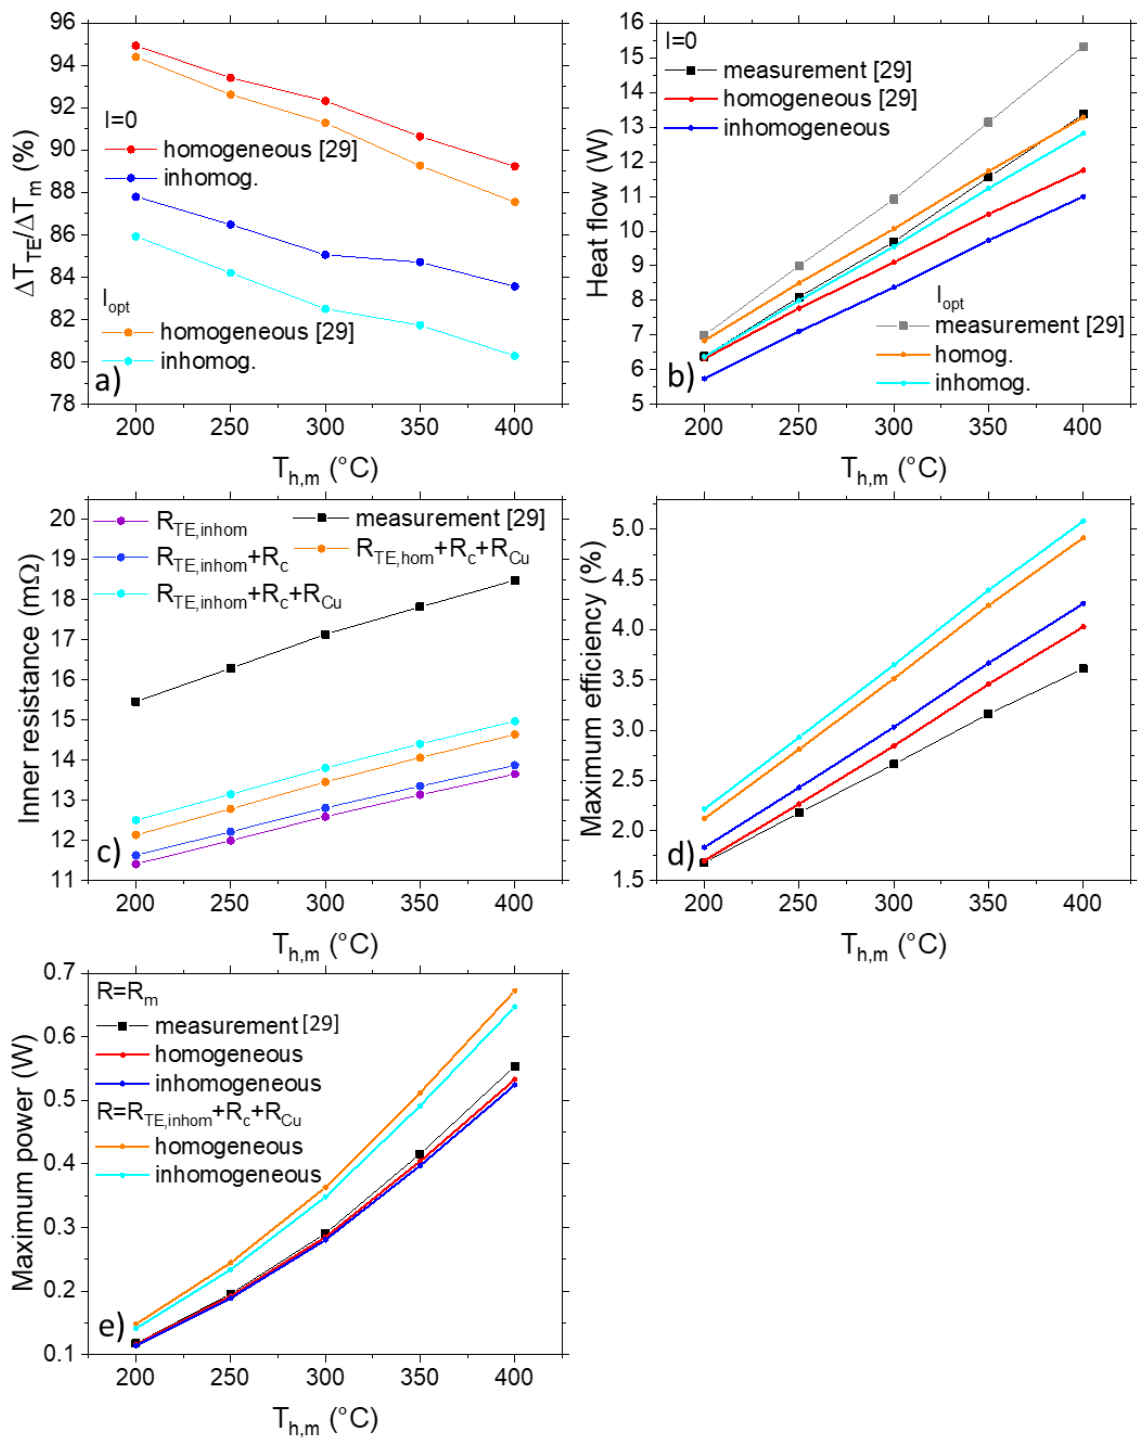 96
94
92
90
88
86
84
82
80
78
ΔT_TE/ΔT_m (%)
I=0
homogeneous [29]
inhomog.
I_opt
homogeneous [29]
inhomog.
a)
200 250 300 350 400
T_h,m (°C)
16
15
14
13
12
11
10
9
8
7
6
5
Heat flow (W)
I=0
measurement [29]
homogeneous [29]
inhomogeneous
I_opt
measurement [29]
homog.
inhomog.
b)
200 250 300 350 400
T_h,m (°C)
20
19
18
17
16
15
14
13
12
11
Inner resistance (mΩ)
R_TE,inhom
R_TE,inhom+R_c
R_TE,inhom+R_c+R_Cu
measurement [29]
R_TE,hom+R_c+R_Cu
c)
200 250 300 350 400
T_h,m (°C)
5.0
4.5
4.0
3.5
3.0
2.5
2.0
1.5
Maximum efficiency (%)
d)
200 250 300 350 400
T_h,m (°C)
0.7
0.6
0.5
0.4
0.3
0.2
0.1
Maximum power (W)
R=R_m
measurement [29]
homogeneous
inhomogeneous
R=R_TE,inhom+R_c+R_Cu
homogeneous
inhomogeneous
e)
200 250 300 350 400
T_h,m (°C)